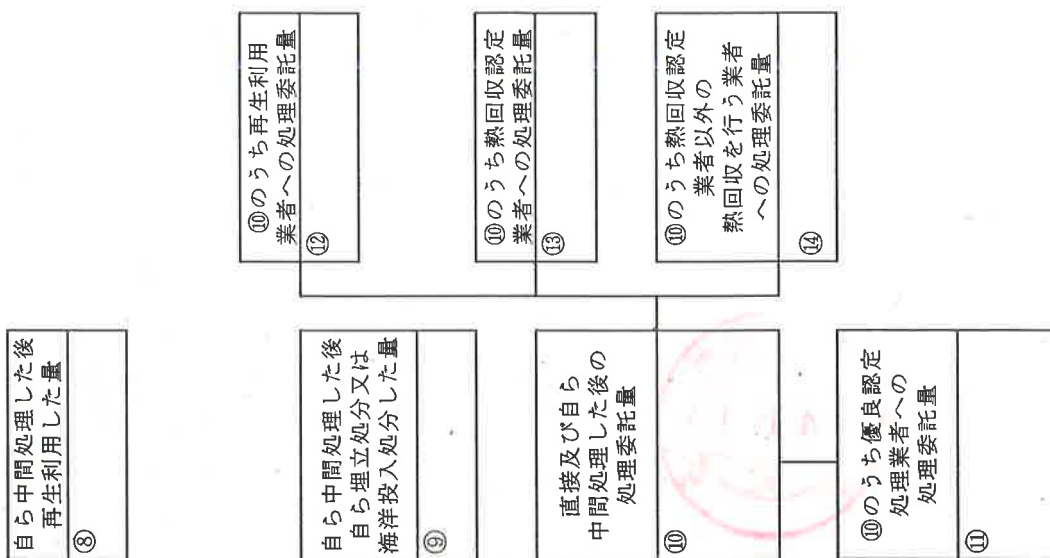 自ら中間処理した後
再生利用した量
⑧
自ら中間処理した後
自ら埋立処分又は
海洋投入処分した量
⑨
直接及び自ら
中間処理した後の
処理委託量
⑩
⑩のうち優良認定
処理業者への
処理委託量
⑪
⑩のうち再生利用
業者への処理委託量
⑫
⑩のうち熱回収認定
業者への処理委託量
⑬
⑩のうち熱回収認定
業者以外の
熱回収を行う業者
への処理委託量
⑭